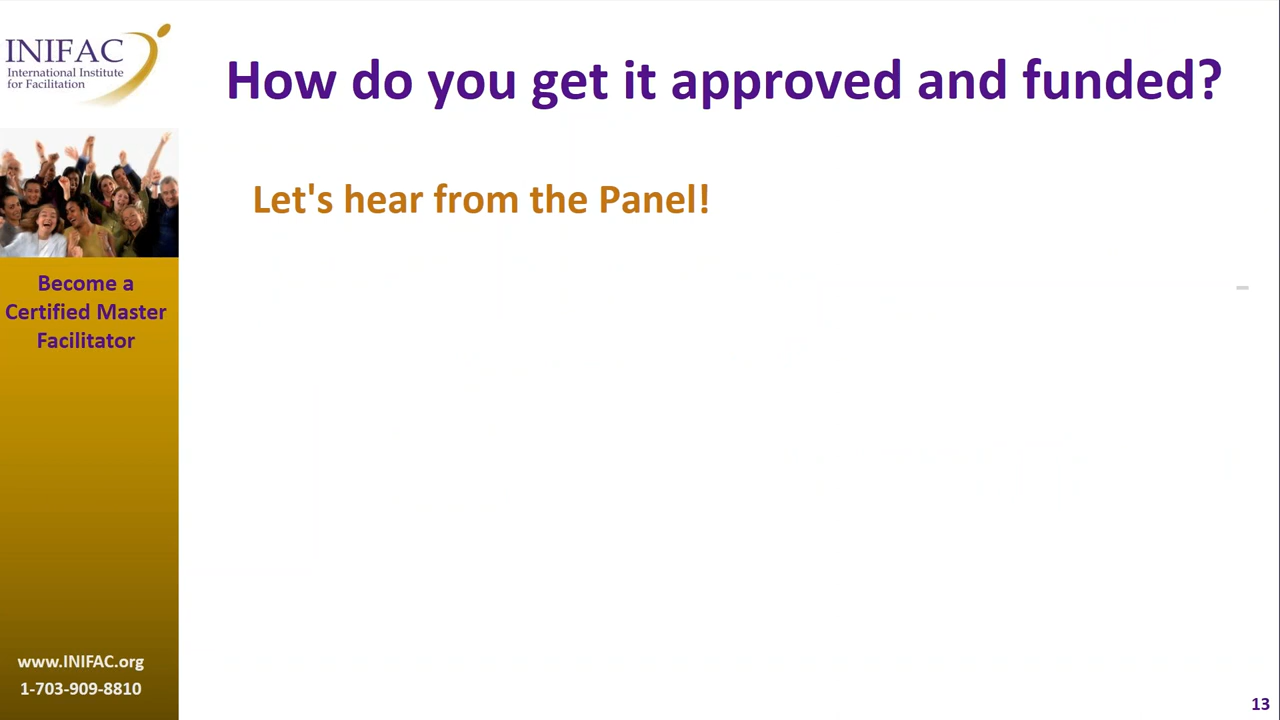 INIFAC
International Institute
for Facilitation
How do you get it approved and funded?
Let's hear from the Panel!
Become a
Certified Master
Facilitator
www.INIFAC.org
1-703-909-8810
13